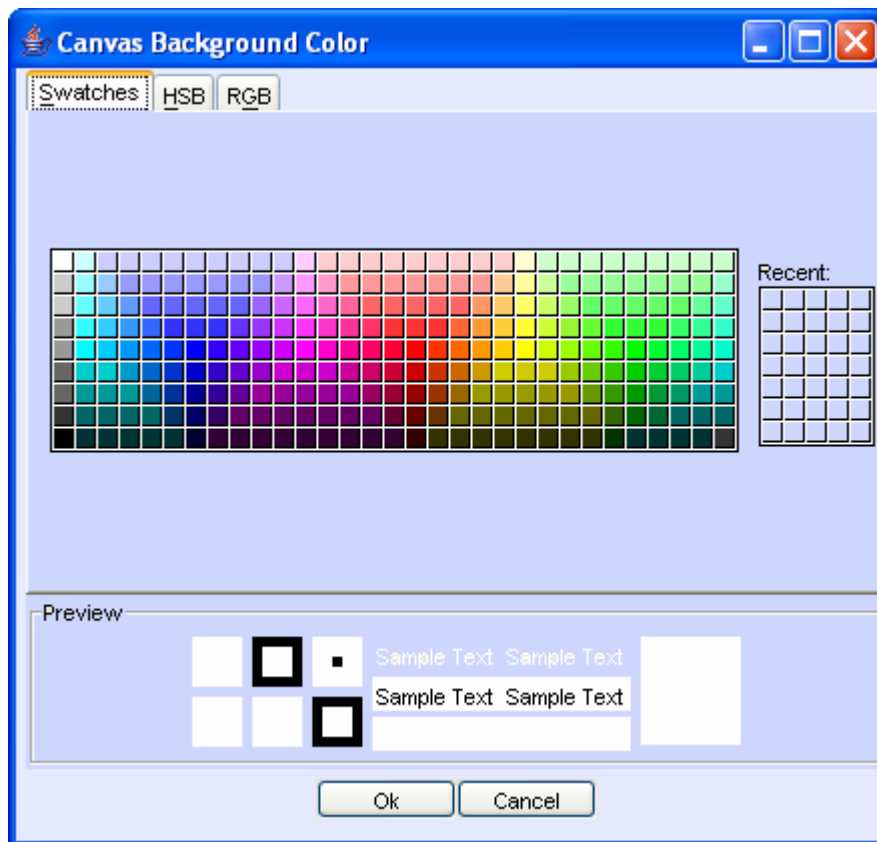 Canvas Background Color
Swatches HSB RGB
Recent:
Preview
Sample Text Sample Text
Sample Text Sample Text
Ok Cancel